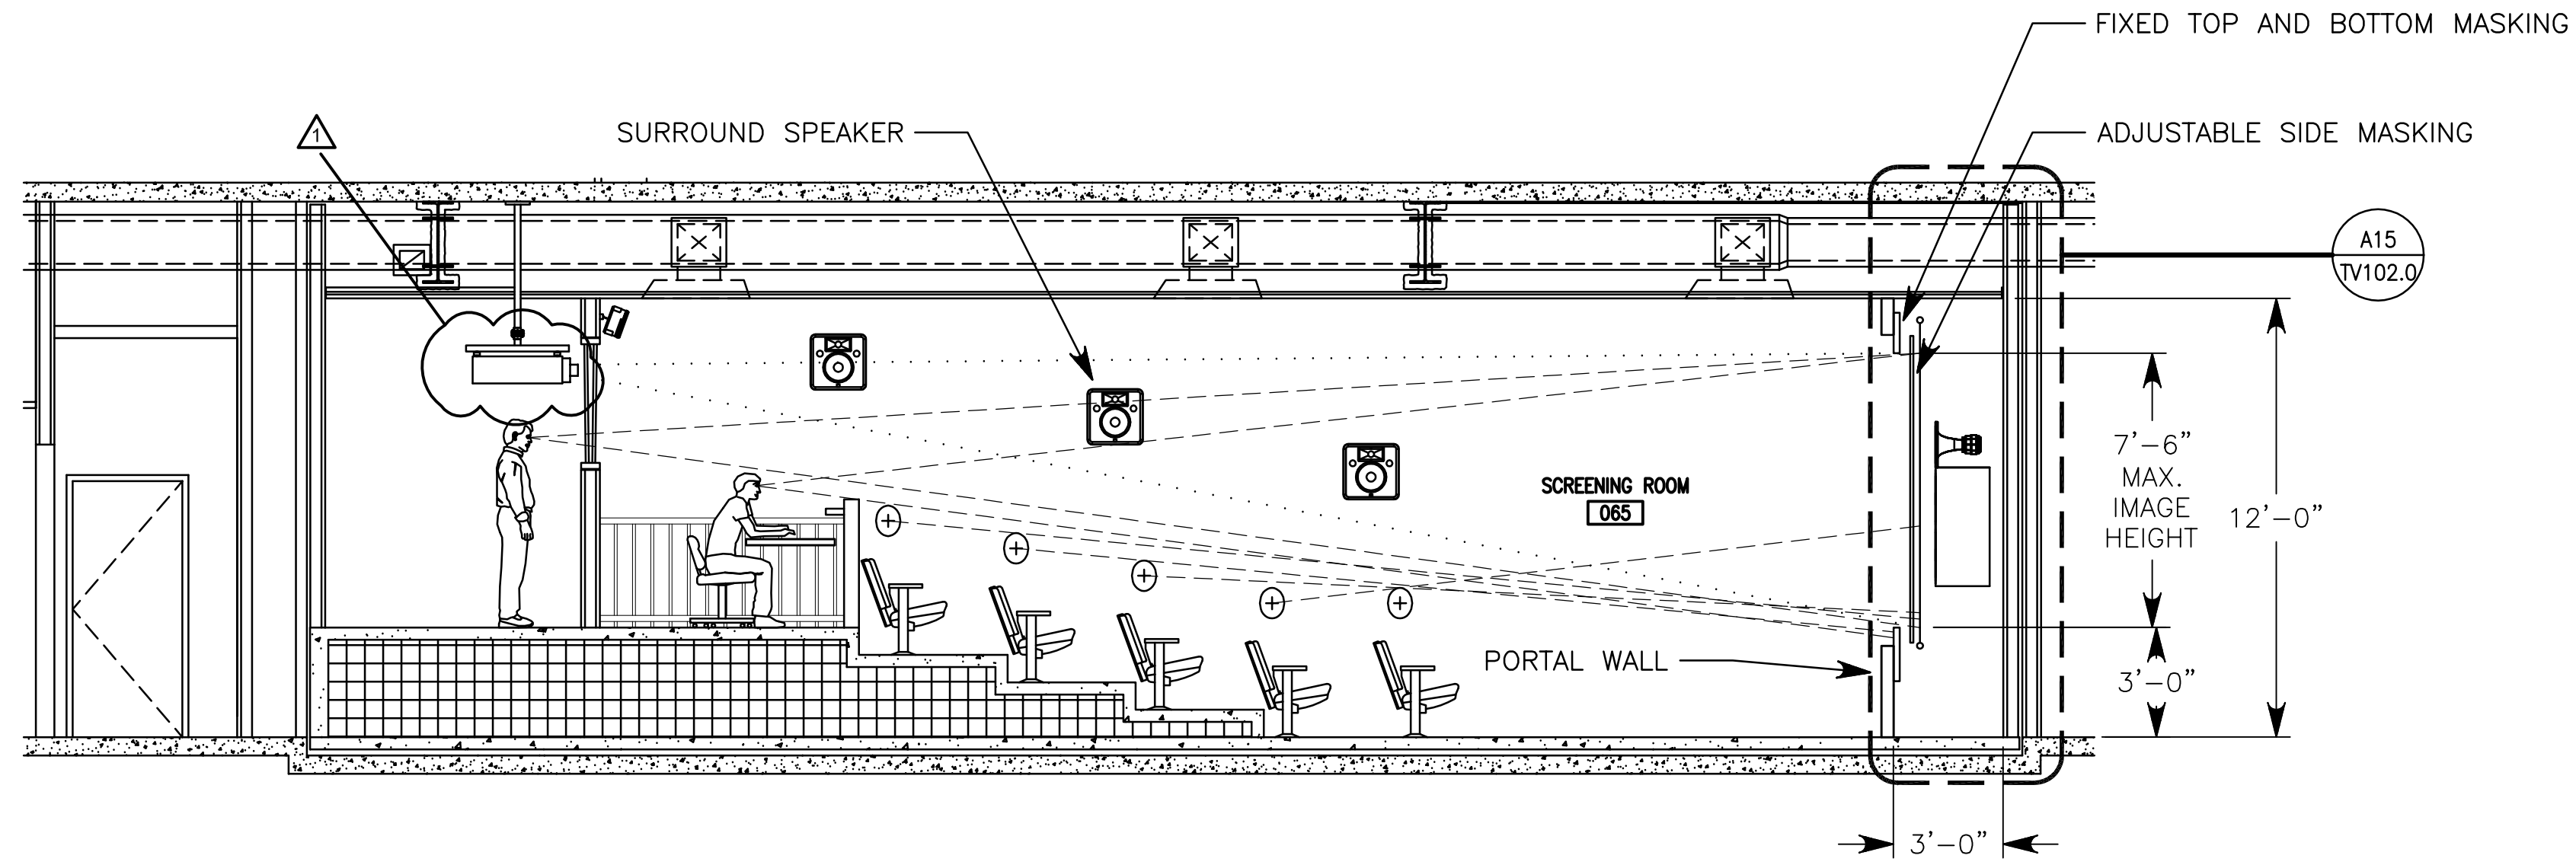 FIXED TOP AND BOTTOM MASKING
1
SURROUND SPEAKER
ADJUSTABLE SIDE MASKING
A15
TV102.0
7'-6"
MAX.
IMAGE
HEIGHT
12'-0"
SCREENING ROOM
065
PORTAL WALL
3'-0"
3'-0"